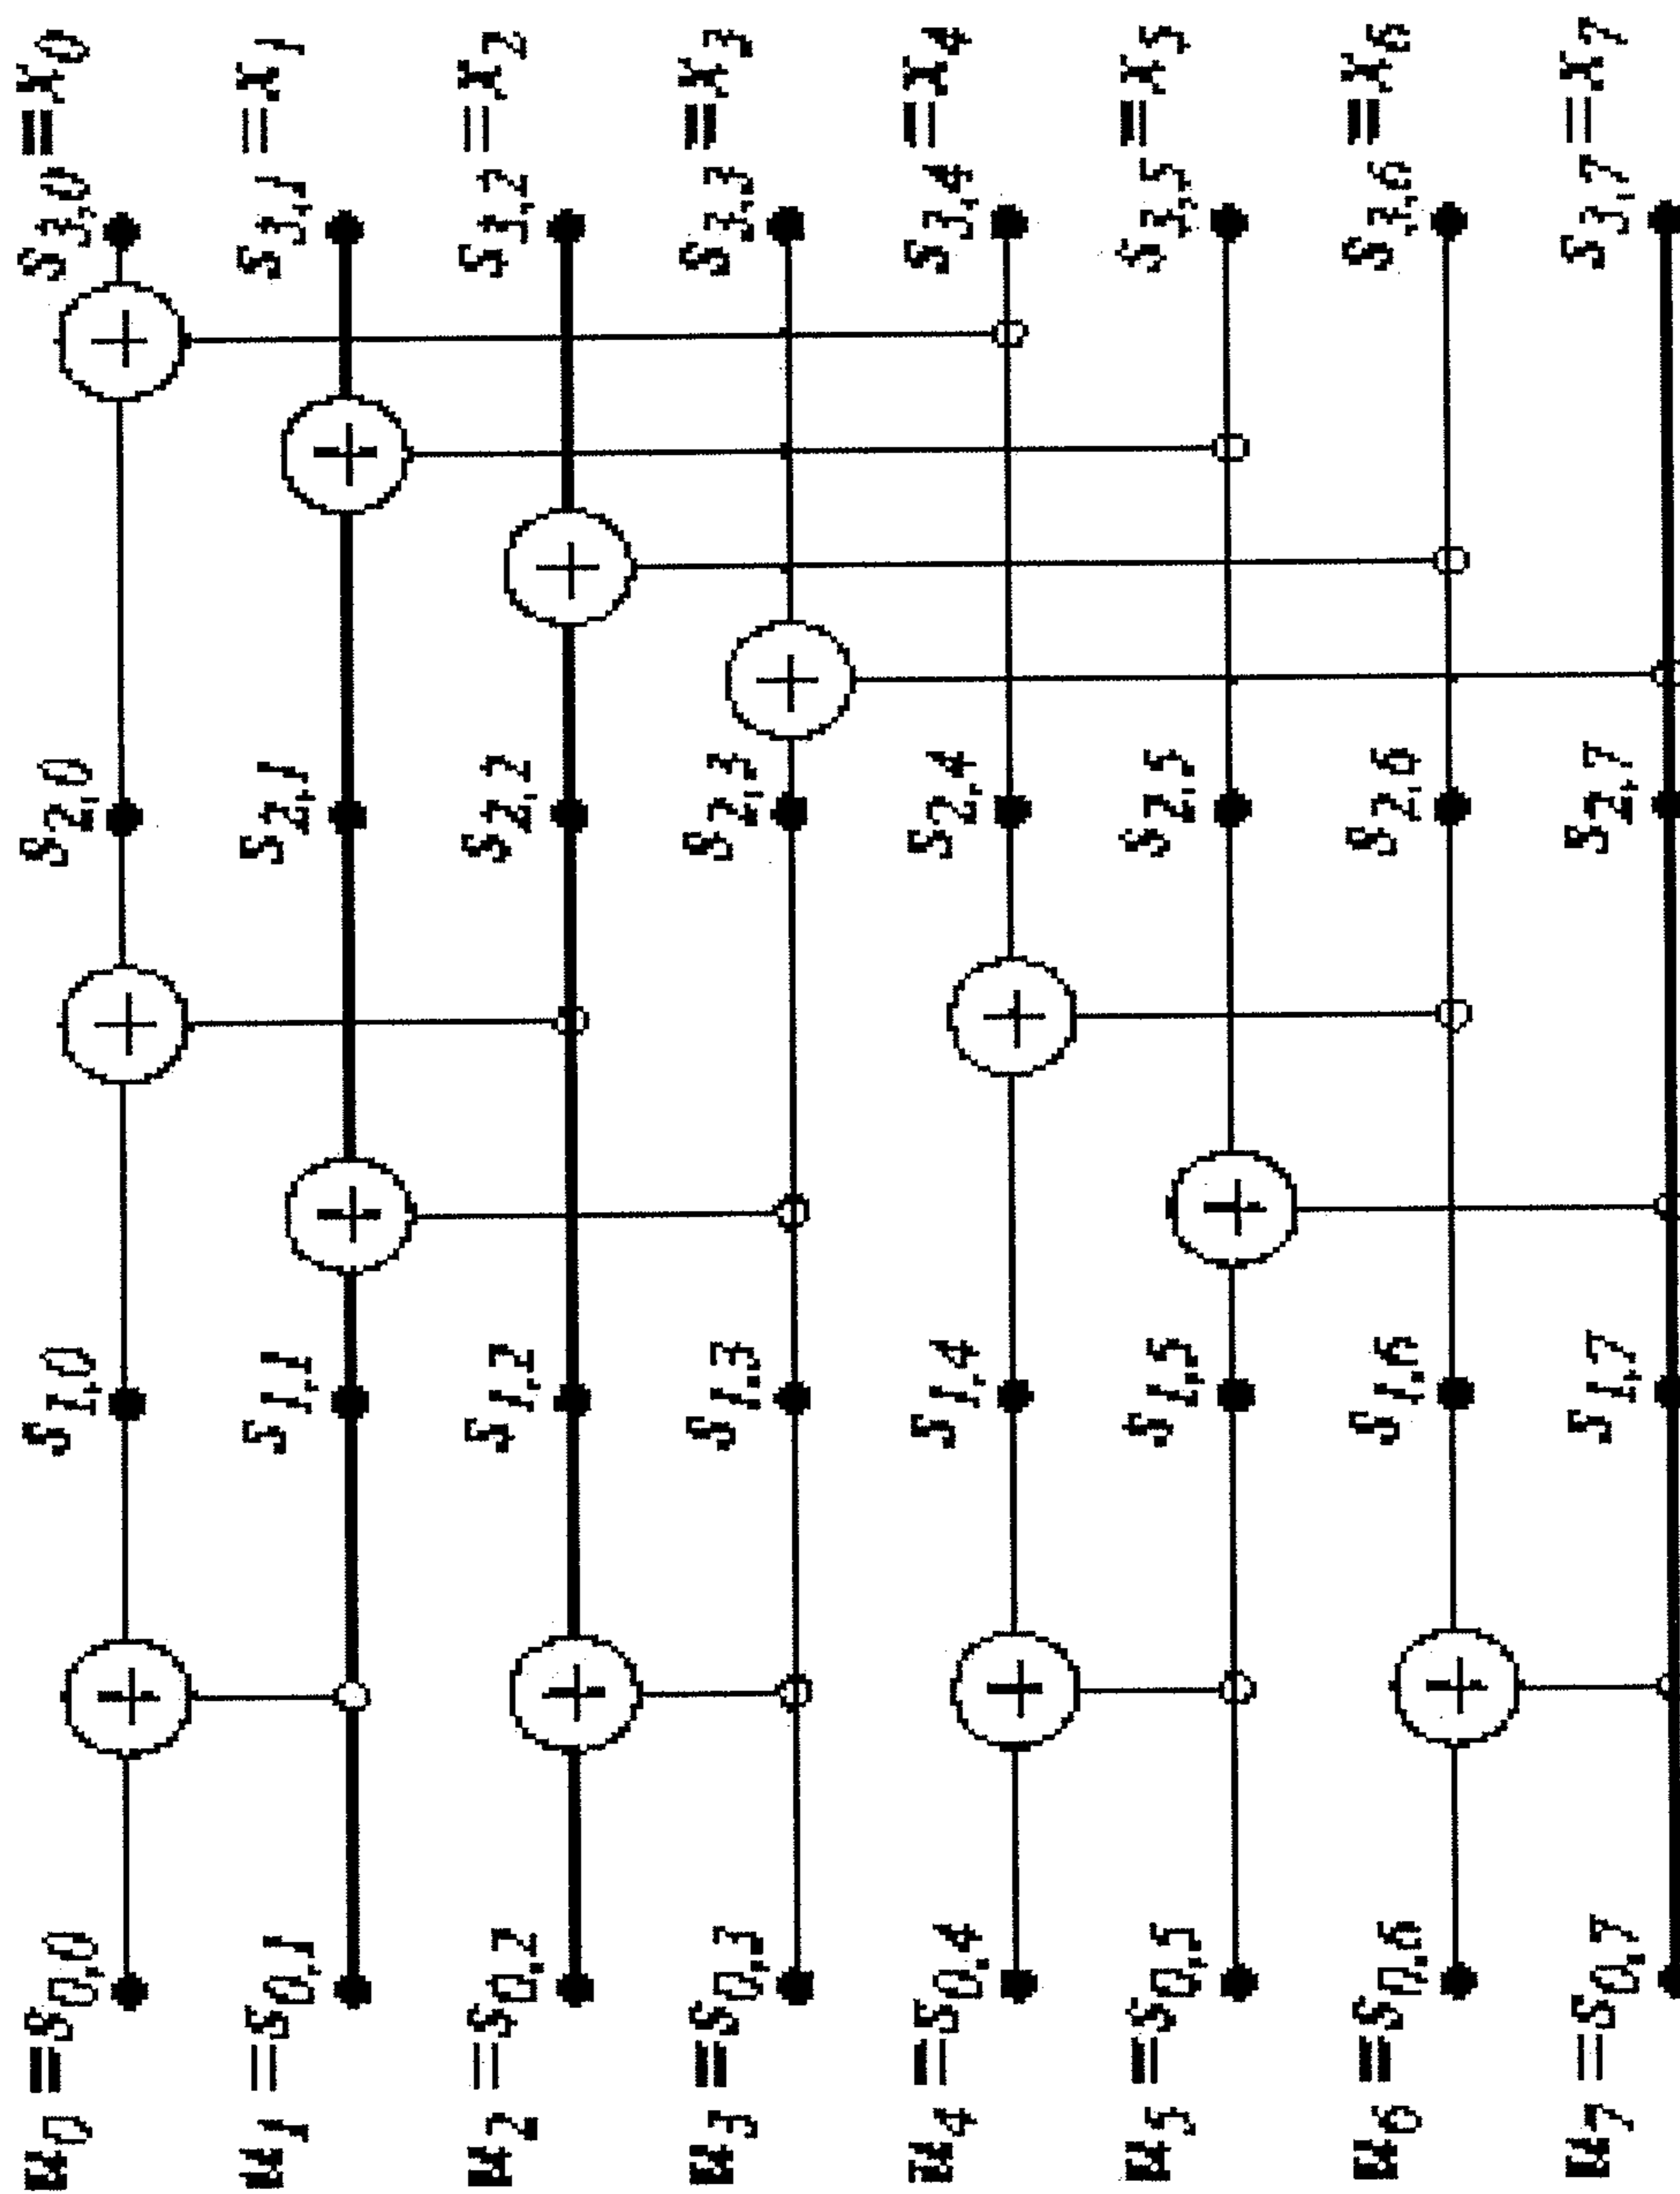 u0 =s0,0 s1,0 s2,0 s3,0 =x0
u1 =s0,1 s1,1 s2,1 s3,1 =x1
u2 =s0,2 s1,2 s2,2 s3,2 =x2
u3 =s0,3 s1,3 s2,3 s3,3 =x3
u4 =s0,4 s1,4 s2,4 s3,4 =x4
u5 =s0,5 s1,5 s2,5 s3,5 =x5
u6 =s0,6 s1,6 s2,6 s3,6 =x6
u7 =s0,7 s1,7 s2,7 s3,7 =x7